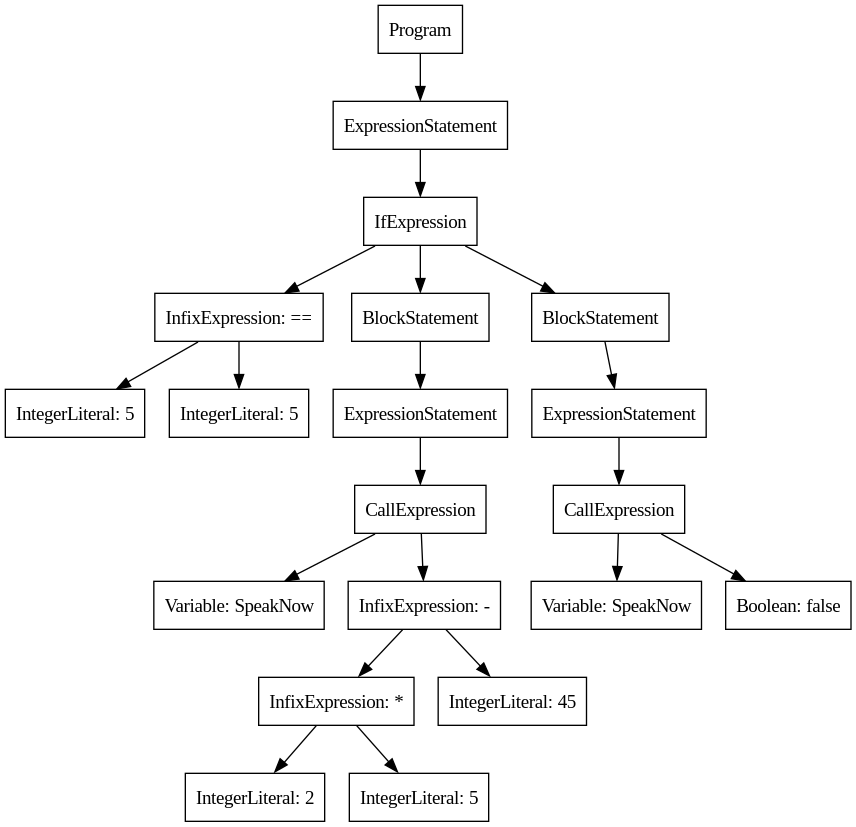 Program
ExpressionStatement
IfExpression
InfixExpression: ==
BlockStatement
BlockStatement
IntegerLiteral: 5
IntegerLiteral: 5
ExpressionStatement
ExpressionStatement
CallExpression
CallExpression
Variable: SpeakNow
InfixExpression: -
Variable: SpeakNow
Boolean: false
InfixExpression: *
IntegerLiteral: 45
IntegerLiteral: 2
IntegerLiteral: 5